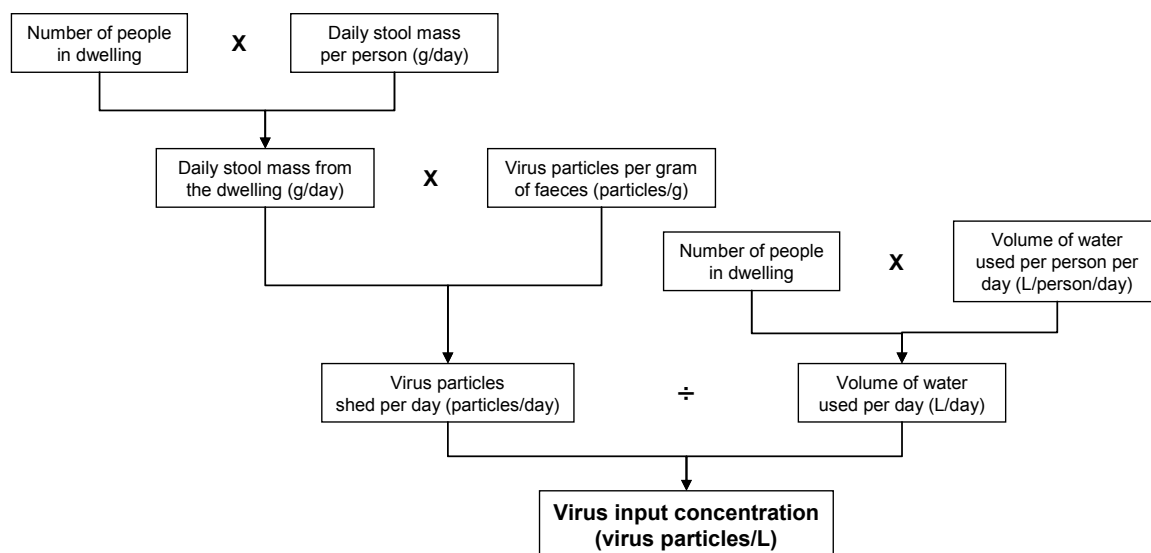 Number of people
in dwelling
X
Daily stool mass
per person (g/day)
Daily stool mass from
the dwelling (g/day)
X
Virus particles per gram
of faeces (particles/g)
Number of people
in dwelling
X
Volume of water
used per person per
day (L/person/day)
Virus particles
shed per day (particles/day)
÷
Volume of water
used per day (L/day)
Virus input concentration
(virus particles/L)